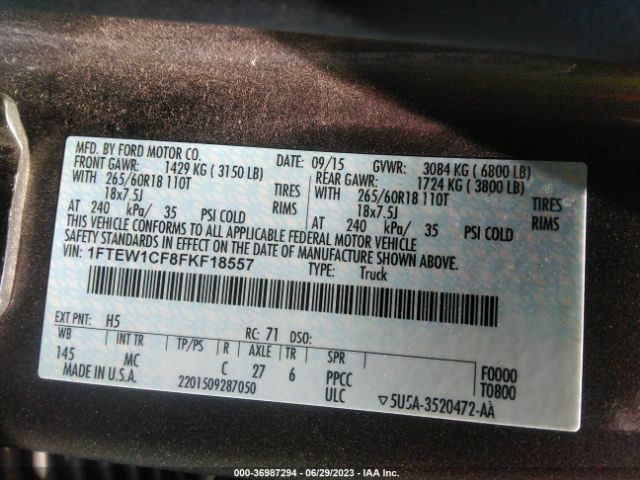 MFD. BY FORD MOTOR CO. DATE: 09/15 GVWR: 3084 KG ( 6800 LB)
FRONT GAWR: 1429 KG ( 3150 LB) REAR GAWR: 1724 KG ( 3800 LB)
WITH 265/60R18 110T TIRES WITH 265/60R18 110T TIRES
18x7.5J RIMS 18x7.5J RIMS
AT 240 kPa/ 35 PSI COLD AT 240 kPa/ 35 PSI COLD
THIS VEHICLE CONFORMS TO ALL APPLICABLE FEDERAL MOTOR VEHICLE
SAFETY STANDARDS IN EFFECT ON THE DATE OF MANUFACTURE SHOWN ABOVE.
VIN: 1FTEW1CF8FKF18557 TYPE: Truck
EXT PNT: H5 RC: 71 DSO:
WB INT TR TP/PS R AXLE TR SPR
145 MC C 27 6 PPCC F0000
MADE IN U.S.A. 2201509287050 ULC T0800
5U5A-3520472-AA
000-36987294 - 06/29/2023 - IAA Inc.